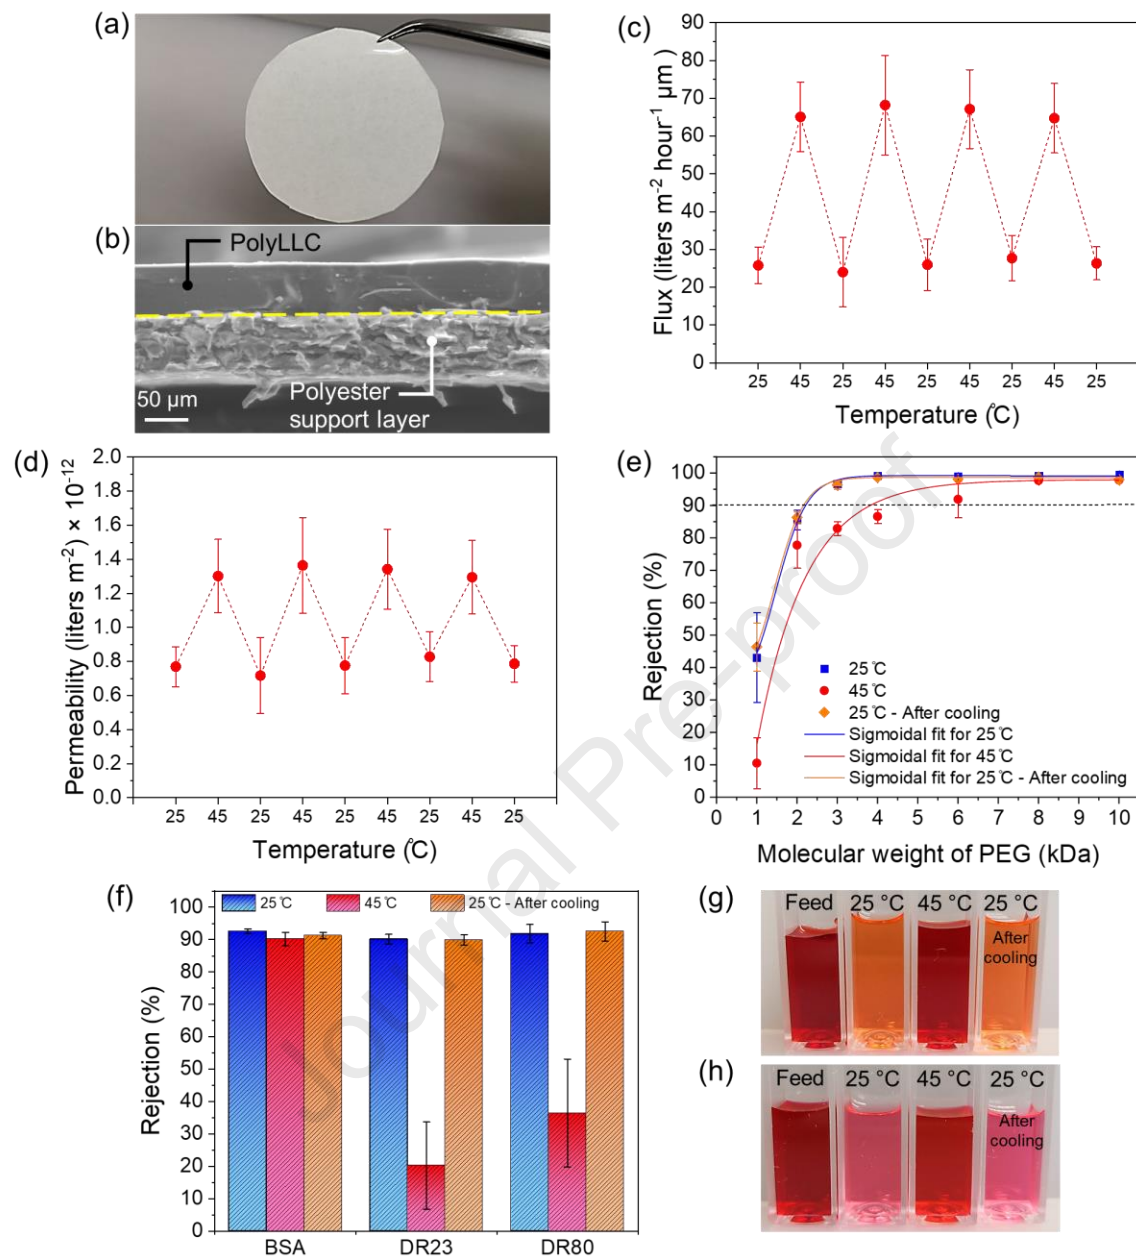 (a)
(b)
PolyLLC
Polyester
support layer
50 µm
(c)
90
80
70
60
50
40
30
20
10
0
Flux (liters m⁻² hour⁻¹ µm)
25 45 25 45 25 45 25 45 25
Temperature (℃)
(d)
2.0
1.8
1.6
1.4
1.2
1.0
0.8
0.6
0.4
0.2
0.0
Permeability (liters m⁻²) × 10⁻¹²
25 45 25 45 25 45 25 45 25
Temperature (℃)
(e)
100
90
80
70
60
50
40
30
20
10
0
Rejection (%)
25℃
45℃
25℃ - After cooling
Sigmoidal fit for 25℃
Sigmoidal fit for 45℃
Sigmoidal fit for 25℃ - After cooling
0 1 2 3 4 5 6 7 8 9 10
Molecular weight of PEG (kDa)
(f)
25℃ 45℃ 25℃ - After cooling
100
90
80
70
60
50
40
30
20
10
0
Rejection (%)
BSA DR23 DR80
(g)
Feed 25 °C 45 °C 25 °C
After
cooling
(h)
Feed 25 °C 45 °C 25 °C
After
cooling
Journal Pre-proof